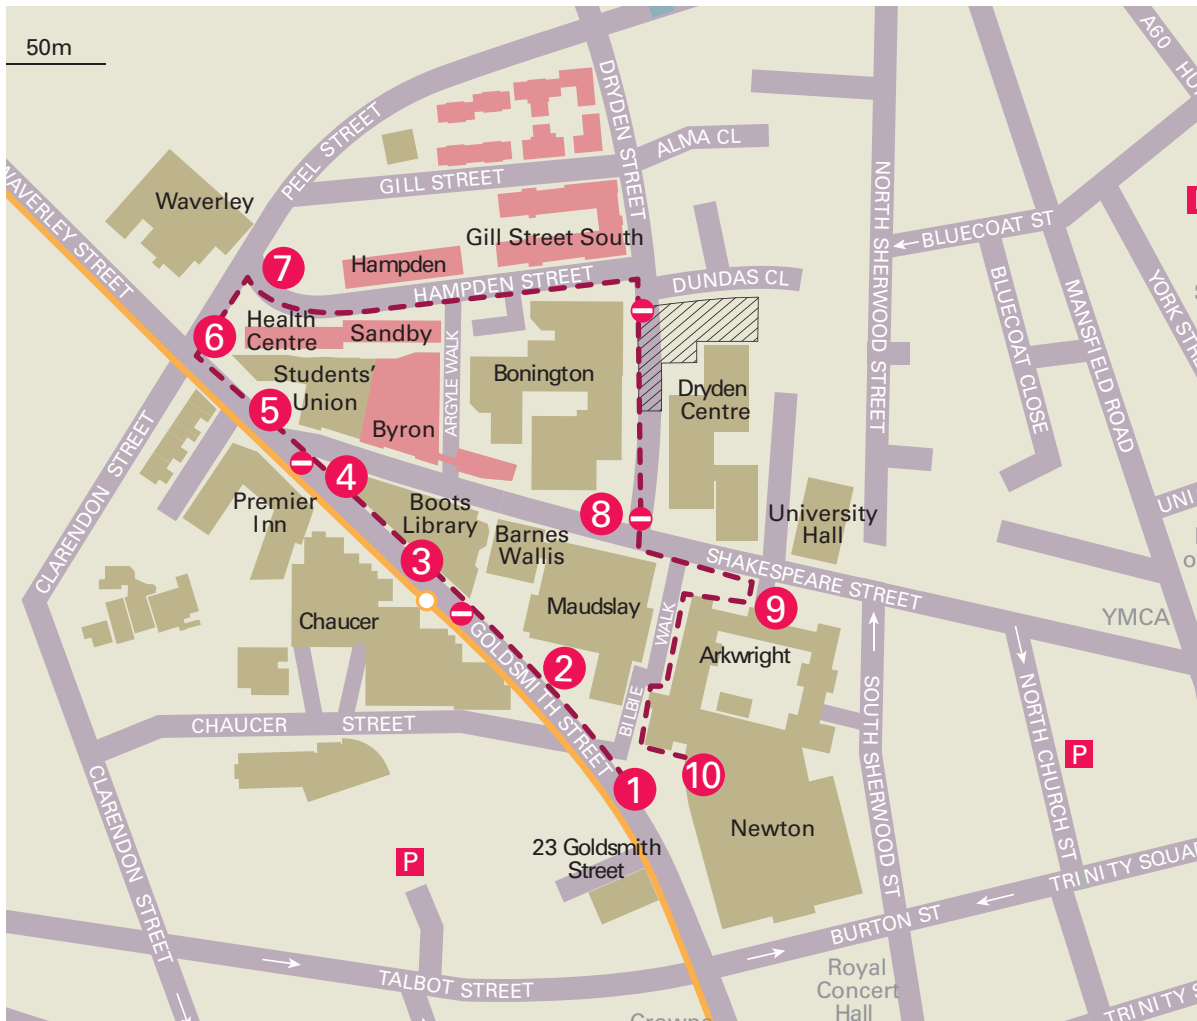 50m
A60
HU
DRYDEN STREET
PEEL STREET
ALMA CL
GILL STREET
Waverley
WAVERLEY STREET
NORTH SHERWOOD STREET
BLUECOAT ST
Gill Street South
Hampden
7
HAMPDEN STREET
DUNDAS CL
BLUECOAT CLOSE
MANSFIELD ROAD
YORK STR
6
Health
Centre
Sandby
Students'
Union
ARGYLE WALK
Bonington
Dryden
Centre
5
Byron
4
CLARENDON STREET
Premier
Inn
Boots
Library
8
Barnes
Wallis
University
Hall
UNI
3
SHAKESPEARE STREET
o
Chaucer
Maudslay
9
YMCA
GOLDSMITH STREET
2
BILBIE WALK
Arkwright
CHAUCER STREET
SOUTH SHERWOOD ST
NORTH CHURCH ST
P
1
10
CLARENDON STREET
Newton
23 Goldsmith
Street
P
TRINITY SQUAR
BURTON ST
TALBOT STREET
Royal
Concert
Hall
TRINITY S
Crowne